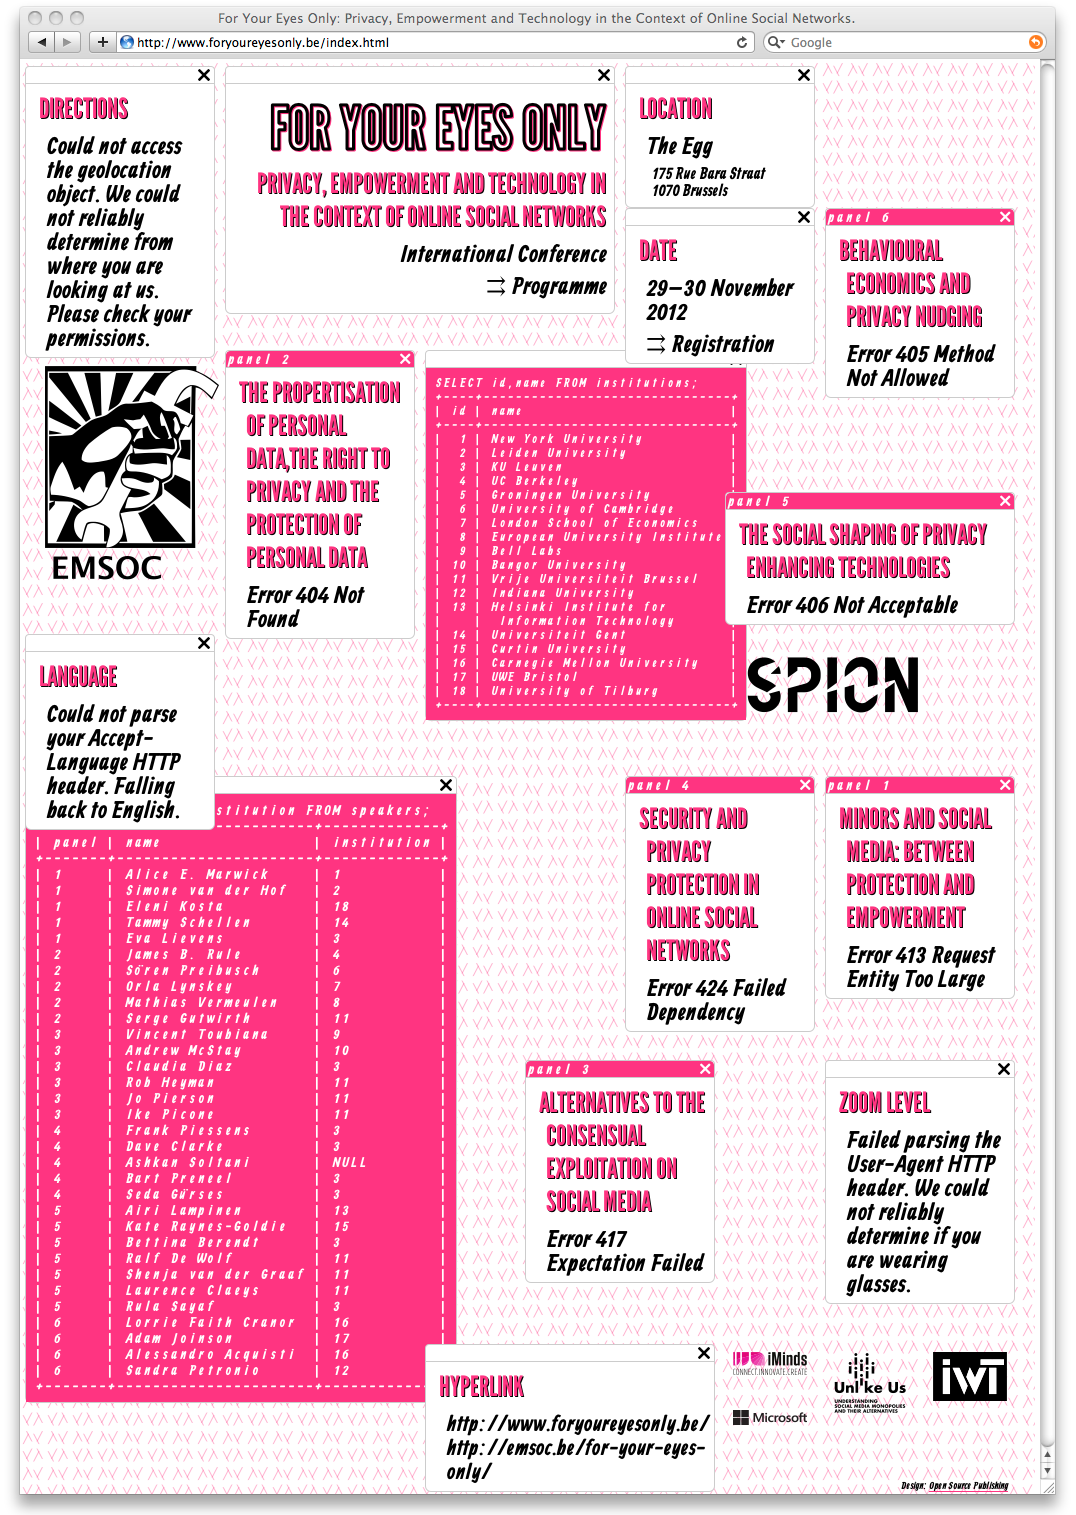 For Your Eyes Only: Privacy, Empowerment and Technology in the Context of Online Social Networks.
http://www.foryoureyesonly.be/index.html
Google
DIRECTIONS
Could not access
the geolocation
object. We could
not reliably
determine from
where you are
looking at us.
Please check your
permissions.
FOR YOUR EYES ONLY
PRIVACY, EMPOWERMENT AND TECHNOLOGY IN
THE CONTEXT OF ONLINE SOCIAL NETWORKS
International Conference
⇉ Programme
LOCATION
The Egg
175 Rue Bara Straat
1070 Brussels
DATE
29–30 November
2012
⇉ Registration
panel 6
BEHAVIOURAL
ECONOMICS AND
PRIVACY NUDGING
Error 405 Method
Not Allowed
EMSOC
panel 2
THE PROPERTISATION
OF PERSONAL
DATA,THE RIGHT TO
PRIVACY AND THE
PROTECTION OF
PERSONAL DATA
Error 404 Not
Found
SELECT id,name FROM institutions;
| id | name |
| 1 | New York University |
| 2 | Leiden University |
| 3 | KU Leuven |
| 4 | UC Berkeley |
| 5 | Groningen University |
| 6 | University of Cambridge |
| 7 | London School of Economics
| 8 | European University Institute
| 9 | Bell Labs
| 10 | Bangor University
| 11 | Vrije Universiteit Brussel
| 12 | Indiana University
| 13 | Helsinki Institute for
Information Technology
| 14 | Universiteit Gent |
| 15 | Curtin University |
| 16 | Carnegie Mellon University |
| 17 | UWE Bristol |
| 18 | University of Tilburg |
panel 5
THE SOCIAL SHAPING OF PRIVACY
ENHANCING TECHNOLOGIES
Error 406 Not Acceptable
SPION
LANGUAGE
Could not parse
your Accept-
Language HTTP
header. Falling
back to English.
stitution FROM speakers;
| panel | name | institution |
| 1 | Alice E. Marwick | 1 |
| 1 | Simone van der Hof | 2 |
| 1 | Eleni Kosta | 18 |
| 1 | Tammy Schellen | 14 |
| 1 | Eva Lievens | 3 |
| 2 | James B. Rule | 4 |
| 2 | Sören Preibusch | 6 |
| 2 | Orla Lynskey | 7 |
| 2 | Mathias Vermeulen | 8 |
| 2 | Serge Gutwirth | 11 |
| 3 | Vincent Toubiana | 9 |
| 3 | Andrew McStay | 10 |
| 3 | Claudia Diaz | 3 |
| 3 | Rob Heyman | 11 |
| 3 | Jo Pierson | 11 |
| 3 | Ike Picone | 11 |
| 4 | Frank Piessens | 3 |
| 4 | Dave Clarke | 3 |
| 4 | Ashkan Soltani | NULL |
| 4 | Bart Preneel | 3 |
| 4 | Seda Gürses | 3 |
| 5 | Airi Lampinen | 13 |
| 5 | Kate Raynes-Goldie | 15 |
| 5 | Bettina Berendt | 3 |
| 5 | Ralf De Wolf | 11 |
| 5 | Shenja van der Graaf | 11 |
| 5 | Laurence Claeys | 11 |
| 5 | Rula Sayaf | 3 |
| 6 | Lorrie Faith Cranor | 16 |
| 6 | Adam Joinson | 17 |
| 6 | Alessandro Acquisti | 16
| 6 | Sandra Petronio | 12
panel 4
SECURITY AND
PRIVACY
PROTECTION IN
ONLINE SOCIAL
NETWORKS
Error 424 Failed
Dependency
panel 1
MINORS AND SOCIAL
MEDIA: BETWEEN
PROTECTION AND
EMPOWERMENT
Error 413 Request
Entity Too Large
panel 3
ALTERNATIVES TO THE
CONSENSUAL
EXPLOITATION ON
SOCIAL MEDIA
Error 417
Expectation Failed
ZOOM LEVEL
Failed parsing the
User-Agent HTTP
header. We could
not reliably
determine if you
are wearing
glasses.
HYPERLINK
http://www.foryoureyesonly.be/
http://emsoc.be/for-your-eyes-
only/
iMinds
CONNECT.INNOVATE.CREATE
Microsoft
Unlike Us
UNDERSTANDING
SOCIAL MEDIA MONOPOLIES
AND THEIR ALTERNATIVES
iWT
Design: Open Source Publishing